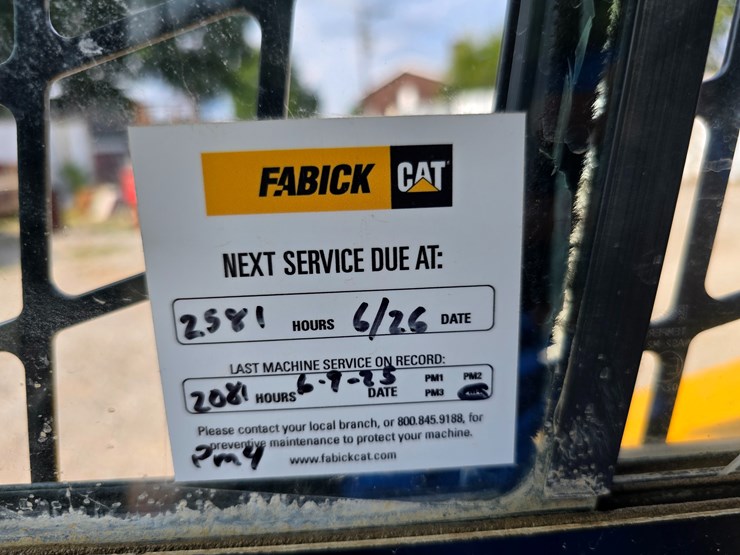 FABICK CAT
NEXT SERVICE DUE AT:
2581 HOURS 6/26 DATE
LAST MACHINE SERVICE ON RECORD:
2081 HOURS 6-9-25 DATE PM1 PM2
PM3
Please contact your local branch, or 800.845.9188, for
preventive maintenance to protect your machine.
PM4 www.fabickcat.com